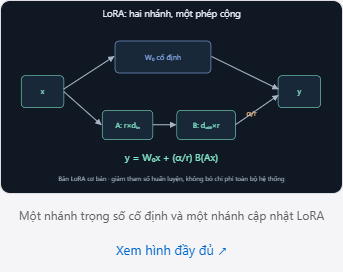 LoRA: hai nhánh, một phép cộng
W₀ cố định
x
y
α/r
A: r×dᵢₙ
B: dₒᵤₜ×r
y = W₀x + (α/r) B(Ax)
Bản LoRA cơ bản · giảm tham số huấn luyện, không bỏ chi phí toàn bộ hệ thống
Một nhánh trọng số cố định và một nhánh cập nhật LoRA
Xem hình đầy đủ ↗